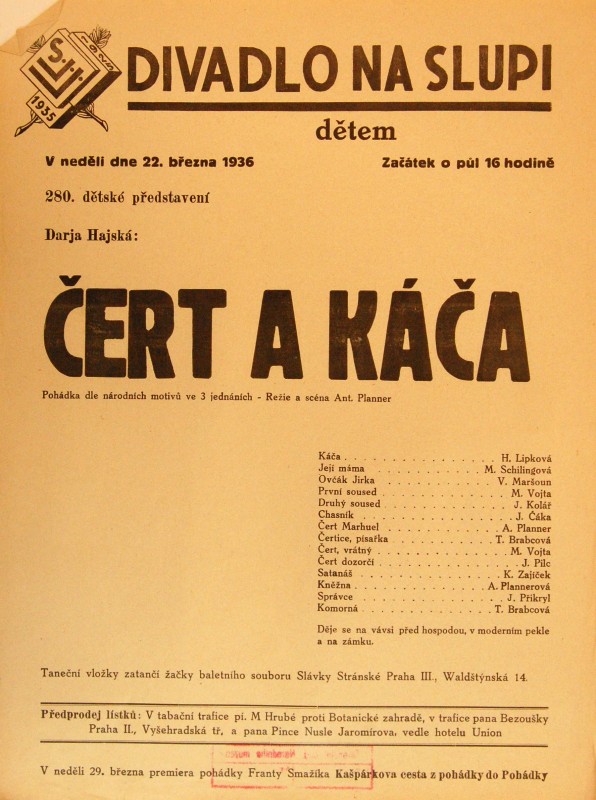 S.J.H.
1925
1935
DIVADLO NA SLUPI
dětem
V neděli dne 22. března 1936 Začátek o půl 16 hodině
280. dětské představení
Darja Hajská:
ČERT A KÁČA
Pohádka dle národních motivů ve 3 jednáních - Režie a scéna Ant. Planner
Káča . . . . . . . . . . . . . . . H. Lipková
Její máma . . . . . . . . . . . . M. Schilingová
Ovčák Jirka . . . . . . . . . . . . V. Maršoun
První soused . . . . . . . . . . . . M. Vojta
Druhý soused . . . . . . . . . . . . J. Kolář
Chasník . . . . . . . . . . . . . . J. Čáka
Čert Marhuel . . . . . . . . . . . A. Planner
Čertice, písařka . . . . . . . . . . T. Brabcová
Čert, vrátný . . . . . . . . . . . . M. Vojta
Čert dozorčí . . . . . . . . . . . . J. Pilc
Satanáš . . . . . . . . . . . . . . K. Zajíček
Kněžna . . . . . . . . . . . . . A. Plannerová
Správce . . . . . . . . . . . . . J. Přikryl
Komorná . . . . . . . . . . . . . T. Brabcová
Děje se na vávsi před hospodou, v moderním pekle
a na zámku.
Taneční vložky zatančí žačky baletního souboru Slávky Stránské Praha III., Waldštýnská 14.
Předprodej lístků: V tabační trafice pí. M Hrubé proti Botanické zahradě, v trafice pana Bezoušky
Praha II., Vyšehradská tř, a pana Pince Nusle Jaromírova, vedle hotelu Union
V neděli 29. března premiera pohádky Franty Smažíka Kašpárkova cesta z pohádky do Pohádky